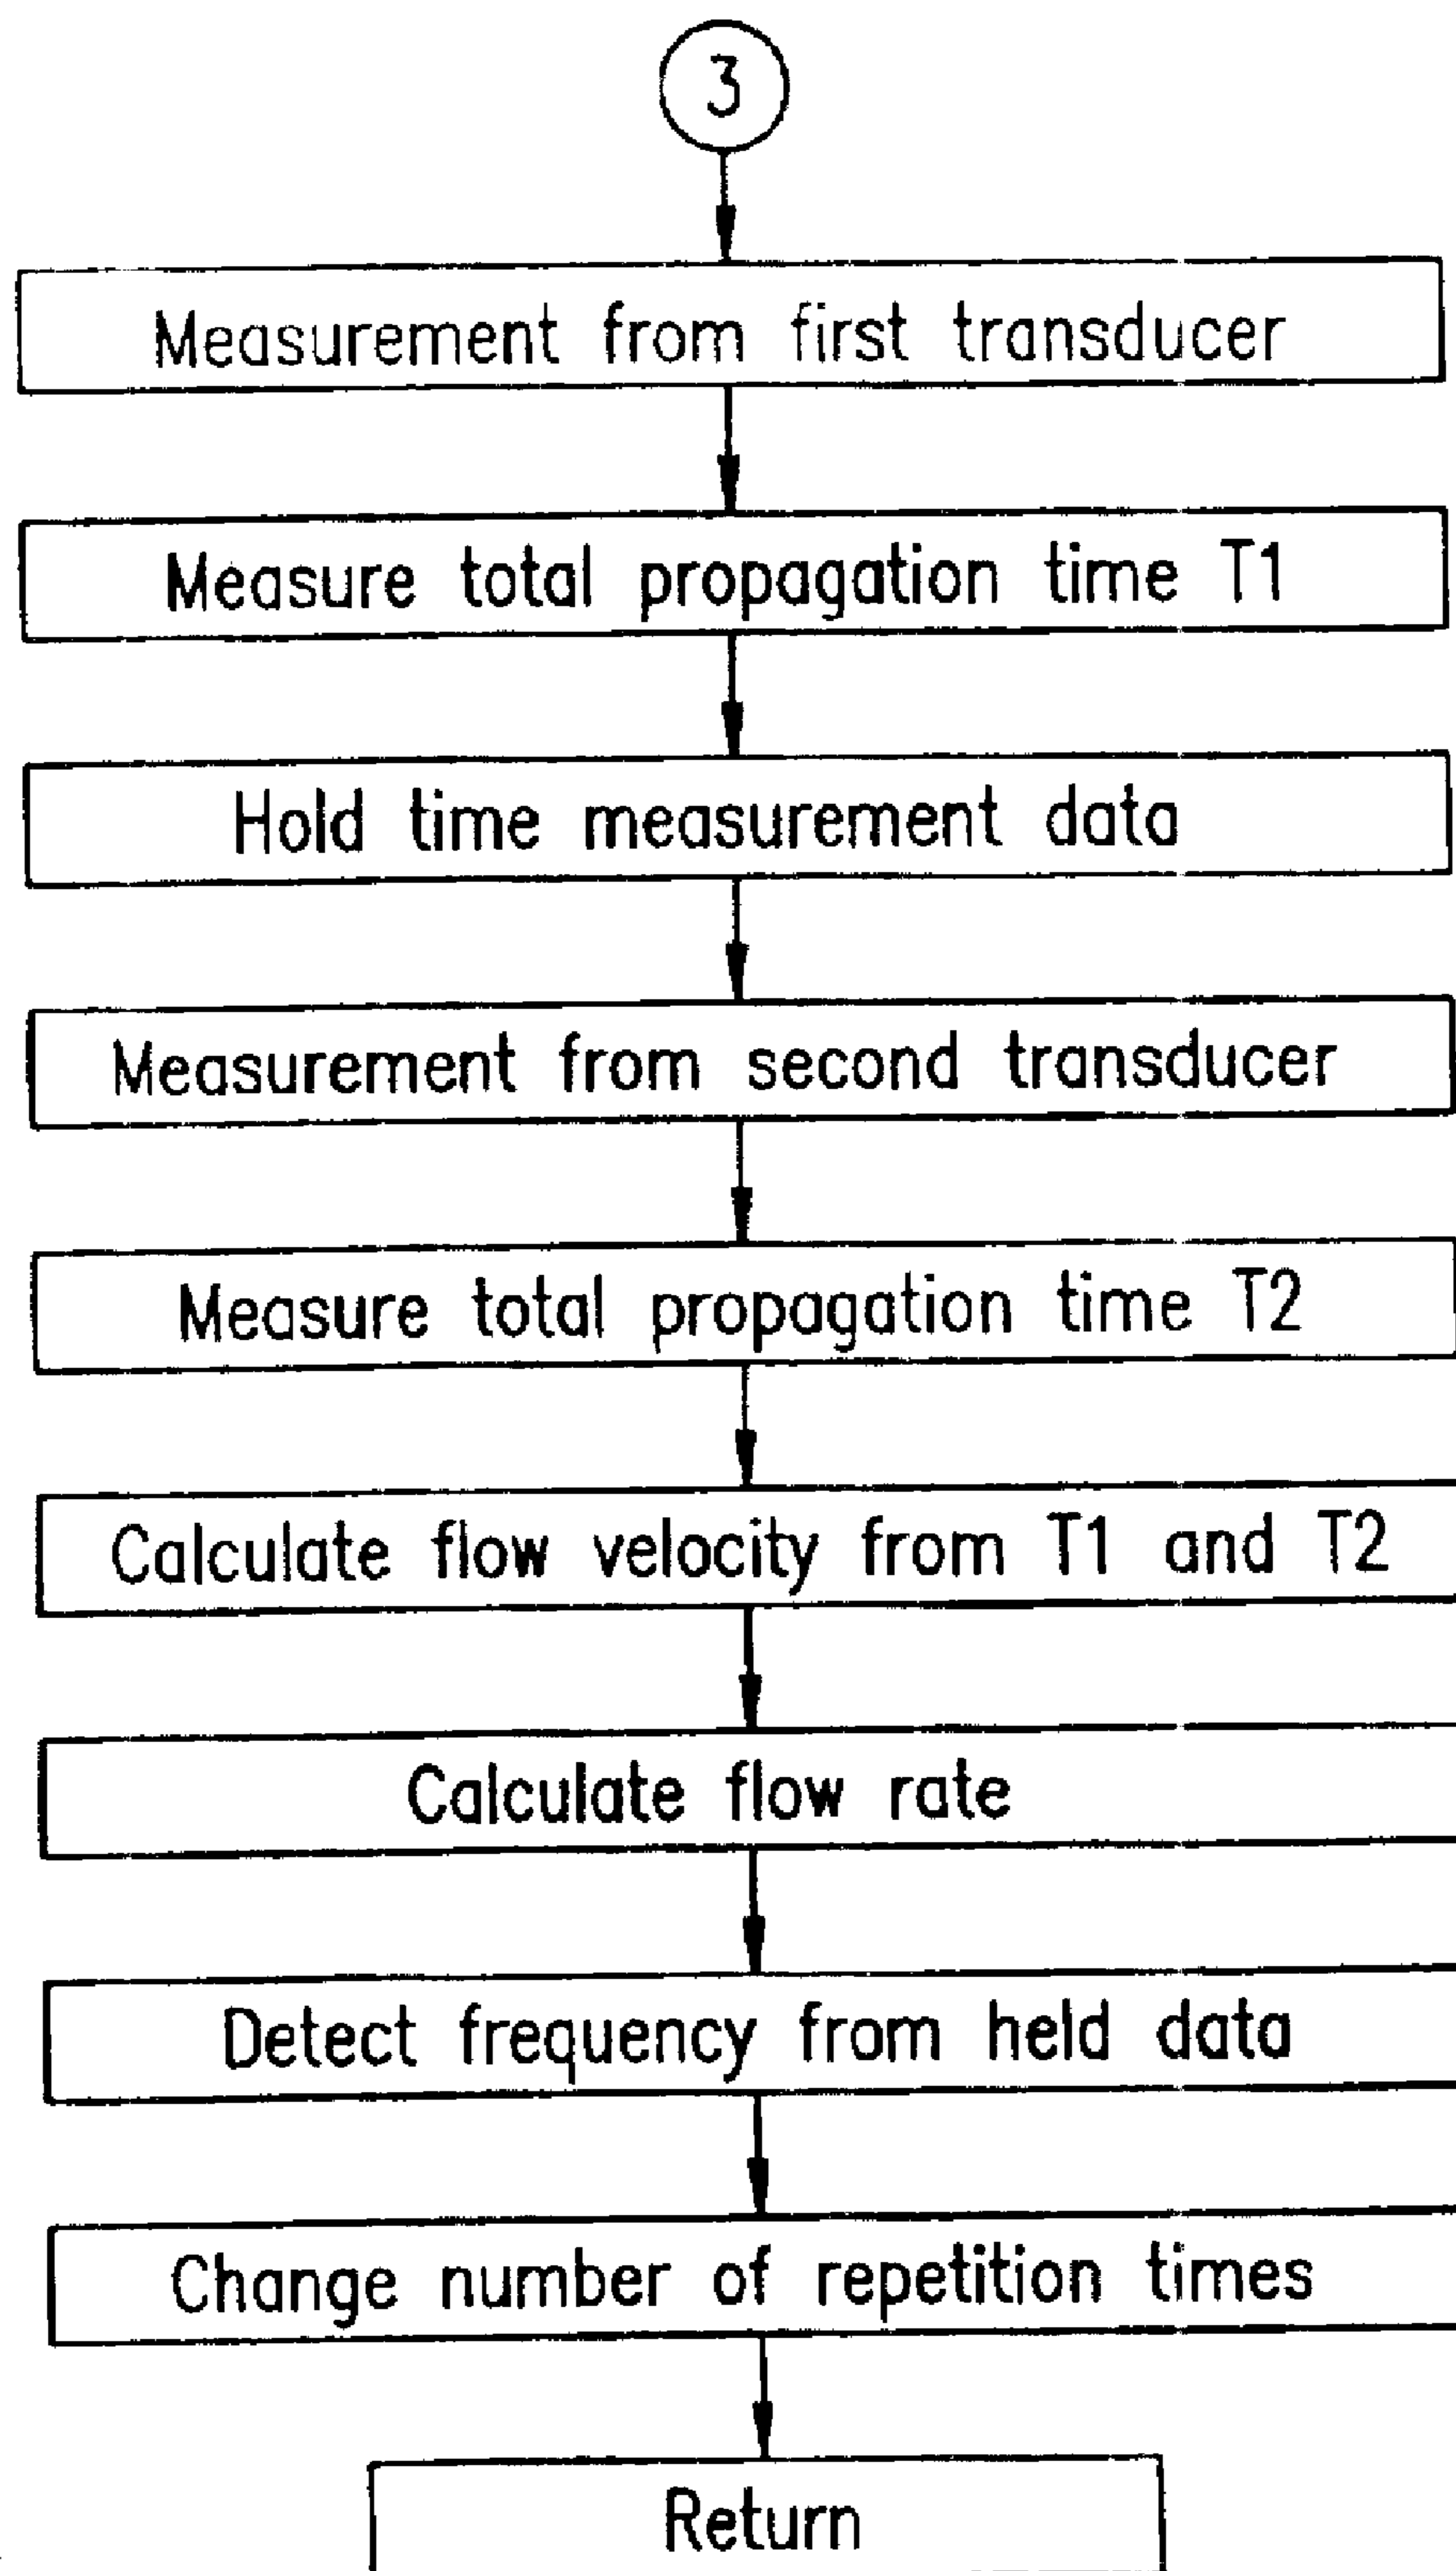 3
Measurement from first transducer
Measure total propagation time T1
Hold time measurement data
Measurement from second transducer
Measure total propagation time T2
Calculate flow velocity from T1 and T2
Calculate flow rate
Detect frequency from held data
Change number of repetition times
Return